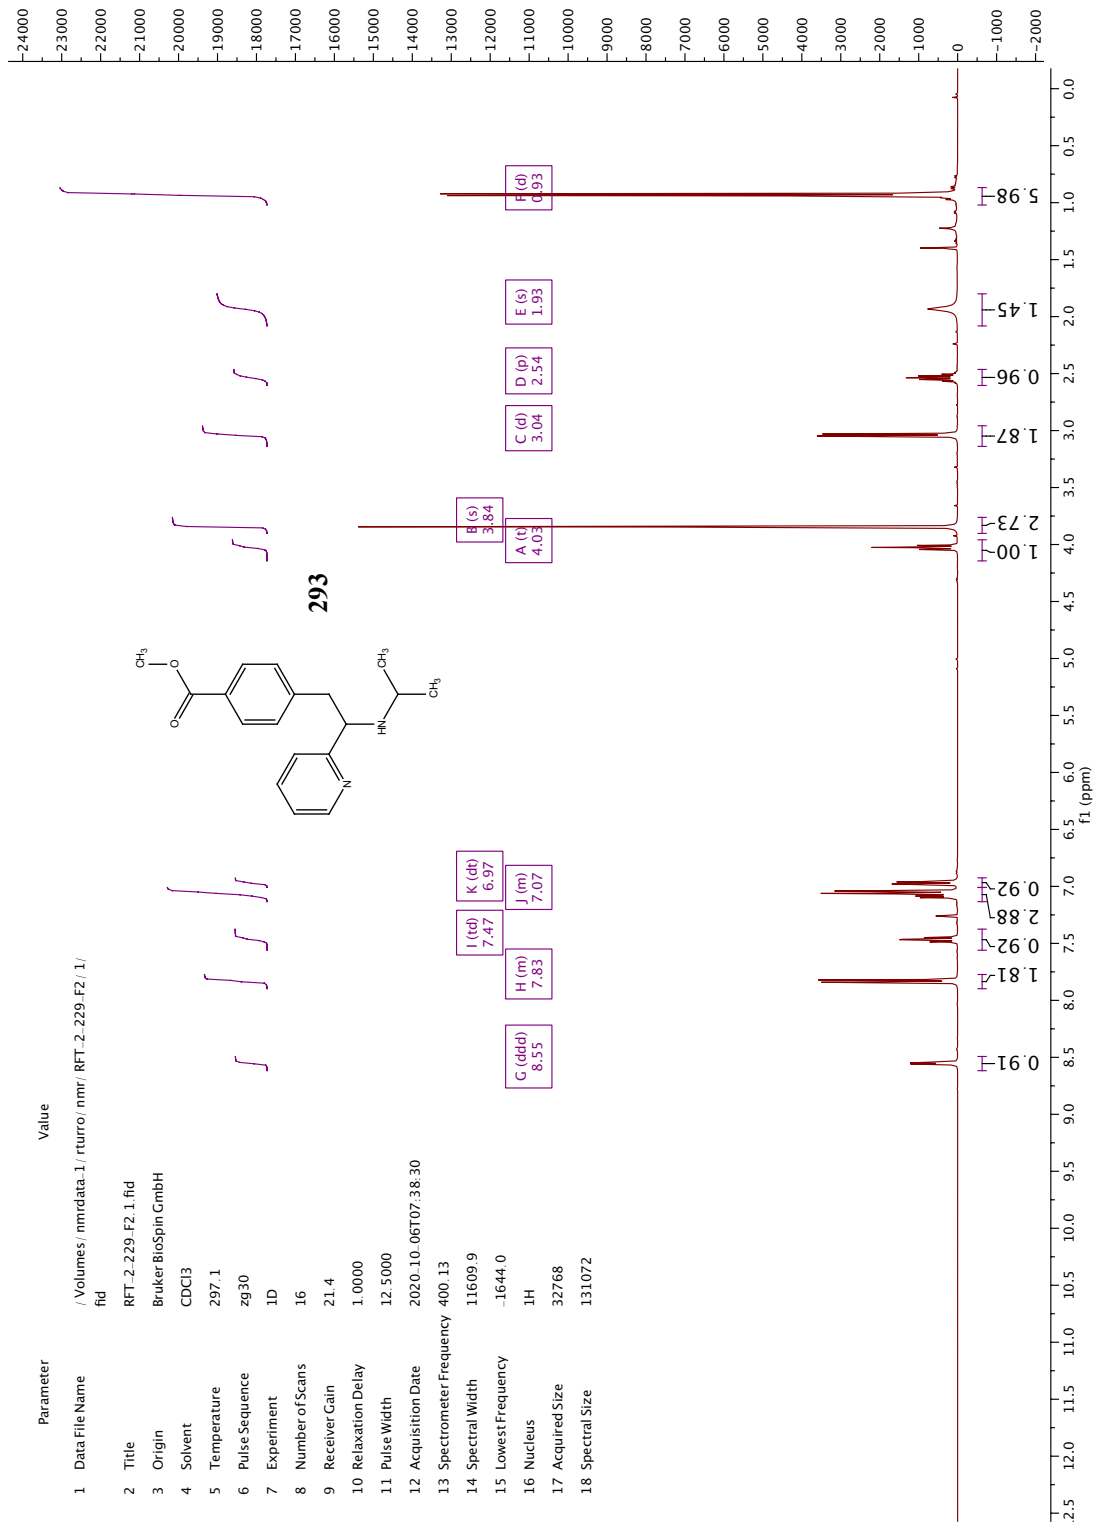 Parameter Value
1 Data File Name / Volumes/ nmrdata-1/ rturro/ nmr/ RFT-2-229-F2/ 1/
fid
2 Title RFT-2-229-F2.1.fid
3 Origin Bruker BioSpin GmbH
4 Solvent CDCl3
5 Temperature 297.1
6 Pulse Sequence zg30
7 Experiment 1D
8 Number of Scans 16
9 Receiver Gain 21.4
10 Relaxation Delay 1.0000
11 Pulse Width 12.5000
12 Acquisition Date 2020-10-06T07:38:30
13 Spectrometer Frequency 400.13
14 Spectral Width 11609.9
15 Lowest Frequency -1644.0
16 Nucleus 1H
17 Acquired Size 32768
18 Spectral Size 131072
CH3
O
O
N
HN
CH3
CH3
293
I (td)
7.47
K (dt)
6.97
B (s)
3.84
G (ddd)
8.55
H (m)
7.83
J (m)
7.07
A (t)
4.03
C (d)
3.04
D (p)
2.54
E (s)
1.93
F (d)
0.93
0.91
1.81
0.92
2.88
0.92
1.00
2.73
1.87
0.96
1.45
5.98
12.5 12.0 11.5 11.0 10.5 10.0 9.5 9.0 8.5 8.0 7.5 7.0 6.5 6.0 5.5 5.0 4.5 4.0 3.5 3.0 2.5 2.0 1.5 1.0 0.5 0.0
f1 (ppm)
24000
23000
22000
21000
20000
19000
18000
17000
16000
15000
14000
13000
12000
11000
10000
9000
8000
7000
6000
5000
4000
3000
2000
1000
0
-1000
-2000